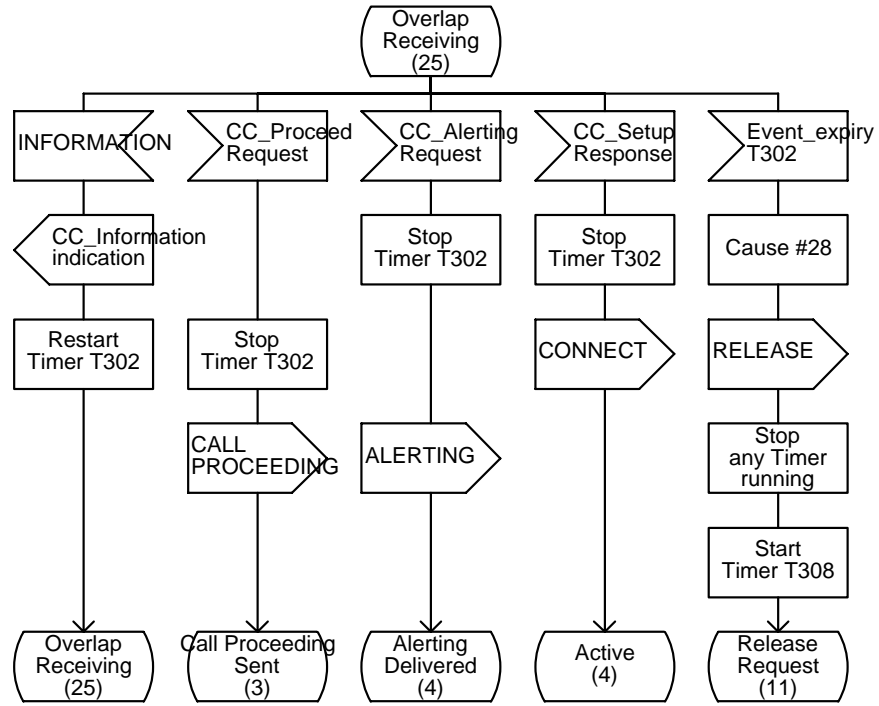 Overlap
Receiving
(25)
INFORMATION
CC_Proceed
Request
CC_Alerting
Request
CC_Setup
Response
Event_expiry
T302
CC_Information
indication
Stop
Timer T302
Stop
Timer T302
Cause #28
Restart
Timer T302
Stop
Timer T302
CONNECT
RELEASE
CALL
PROCEEDING
ALERTING
Stop
any Timer
running
Start
Timer T308
Overlap
Receiving
(25)
Call Proceeding
Sent
(3)
Alerting
Delivered
(4)
Active
(4)
Release
Request
(11)